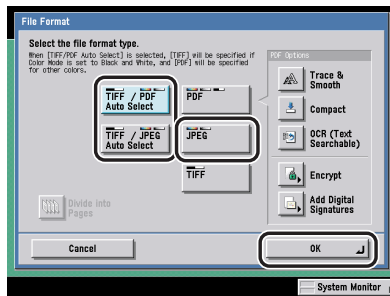 File Format
Select the file format type.
When [TIFF/PDF Auto Select] is selected, [TIFF] will be specified if
Color Mode is set to Black and White, and [PDF] will be specified
for other colors.
PDF Options
TIFF / PDF
Auto Select
PDF
Trace &
Smooth
Compact
TIFF / JPEG
Auto Select
JPEG
OCR (Text
Searchable)
TIFF
Encrypt
Divide into
Pages
Add Digital
Signatures
Cancel
OK
System Monitor